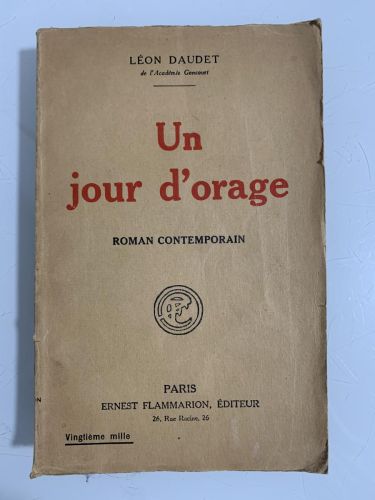 LÉON DAUDET
de l'Académie Goncourt
Un
jour d'orage
ROMAN CONTEMPORAIN
PARIS
ERNEST FLAMMARION, ÉDITEUR
26, Rue Racine, 26
Vingtième mille